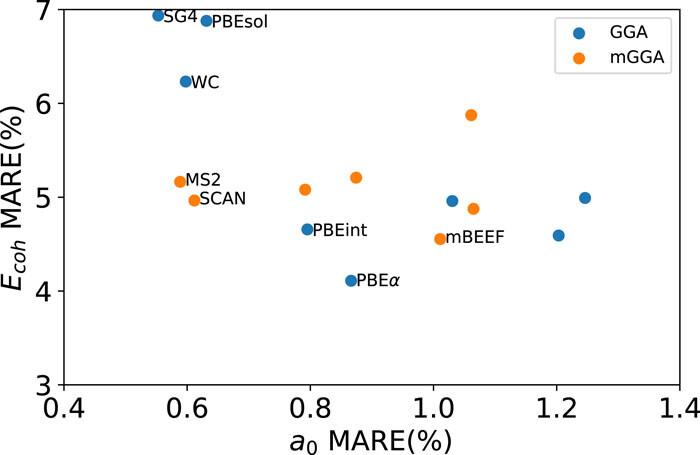 7
SG4
PBEsol
GGA
mGGA
WC
6
MS2
SCAN
5
PBEint
mBEEF
PBEα
4
3
E_coh MARE(%)
0.4 0.6 0.8 1.0 1.2 1.4
a₀ MARE(%)